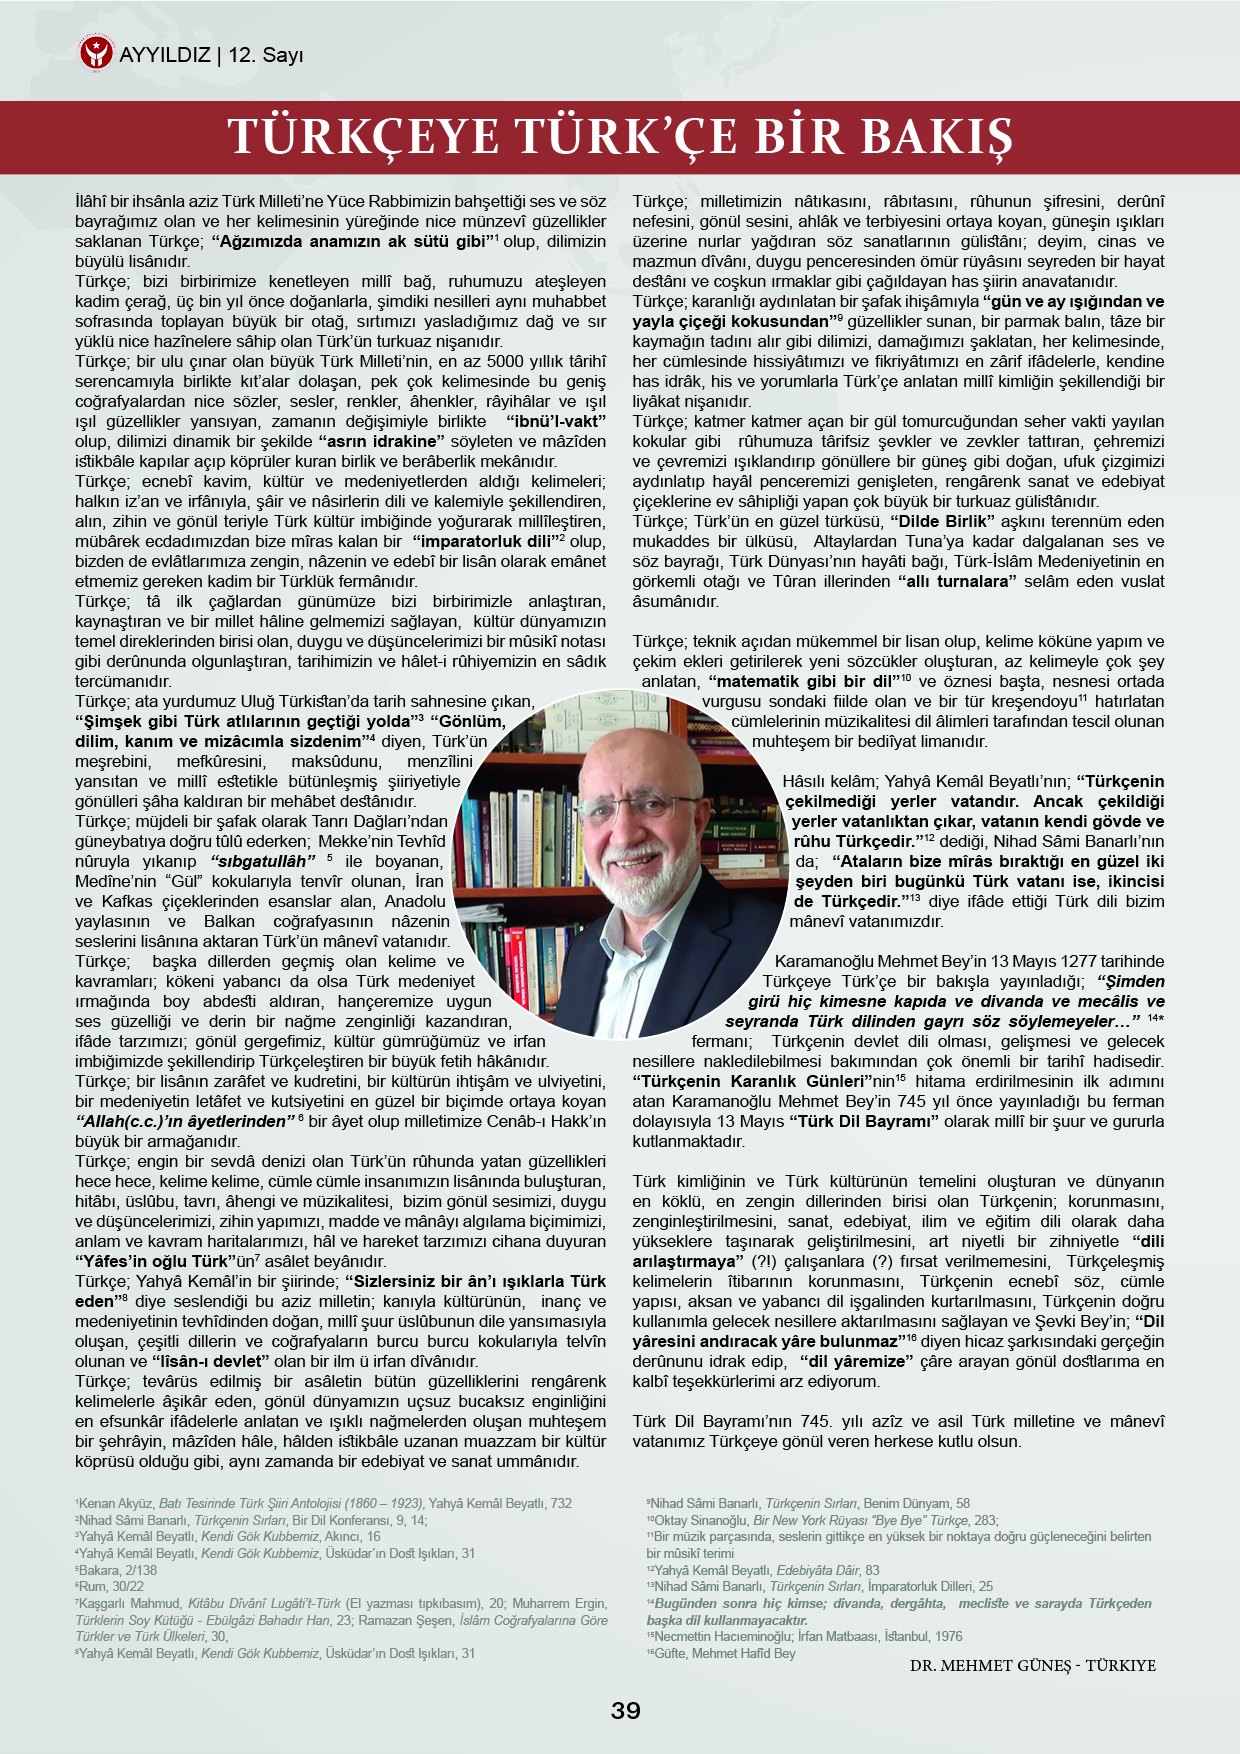 AYYILDIZ | 12. Sayı
TÜRKÇEYE TÜRK’ÇE BİR BAKIŞ
İlâhî bir ihsânla aziz Türk Milleti’ne Yüce Rabbimizin bahşettiği ses ve söz
bayrağımız olan ve her kelimesinin yüreğinde nice münzevî güzellikler
saklanan Türkçe; “Ağzımızda anamızın ak sütü gibi”¹ olup, dilimizin
büyülü lisânıdır.
Türkçe; bizi birbirimize kenetleyen millî bağ, ruhumuzu ateşleyen
kadim çerağ, üç bin yıl önce doğanlarla, şimdiki nesilleri aynı muhabbet
sofrasında toplayan büyük bir otağ, sırtımızı yasladığımız dağ ve sır
yüklü nice hazînelere sâhip olan Türk’ün turkuaz nişanıdır.
Türkçe; bir ulu çınar olan büyük Türk Milleti’nin, en az 5000 yıllık târihî
serencamıyla birlikte kıt’alar dolaşan, pek çok kelimesinde bu geniş
coğrafyalardan nice sözler, sesler, renkler, âhenkler, râyihâlar ve ışıl
ışıl güzellikler yansıyan, zamanın değişimiyle birlikte “ibnü’l-vakt”
olup, dilimizi dinamik bir şekilde “asrın idrakine” söyleten ve mâzîden
istikbâle kapılar açıp köprüler kuran birlik ve berâberlik mekânıdır.
Türkçe; ecnebî kavim, kültür ve medeniyetlerden aldığı kelimeleri;
halkın iz’an ve irfânıyla, şâir ve nâsirlerin dili ve kalemiyle şekillendiren,
alın, zihin ve gönül teriyle Türk kültür imbiğinde yoğurarak millîleştiren,
mübârek ecdadımızdan bize mîras kalan bir “imparatorluk dili”² olup,
bizden de evlâtlarımıza zengin, nâzenin ve edebî bir lisân olarak emânet
etmemiz gereken kadim bir Türklük fermânıdır.
Türkçe; tâ ilk çağlardan günümüze bizi birbirimizle anlaştıran,
kaynaştıran ve bir millet hâline gelmemizi sağlayan, kültür dünyamızın
temel direklerinden birisi olan, duygu ve düşüncelerimizi bir mûsikî notası
gibi derûnunda olgunlaştıran, tarihimizin ve hâlet-i rûhiyemizin en sâdık
tercümanıdır.
Türkçe; ata yurdumuz Uluğ Türkistan’da tarih sahnesine çıkan,
“Şimşek gibi Türk atlılarının geçtiği yolda”³ “Gönlüm,
dilim, kanım ve mizâcımla sizdenim”⁴ diyen, Türk’ün
meşrebini, mefkûresini, maksûdunu, menzîlini
yansıtan ve millî estetikle bütünleşmiş şiiriyetiyle
gönülleri şâha kaldıran bir mehâbet destânıdır.
Türkçe; müjdeli bir şafak olarak Tanrı Dağları’ndan
güneybatıya doğru tûlû ederken; Mekke’nin Tevhîd
nûruyla yıkanıp “sıbgatullâh” ⁵ ile boyanan,
Medîne’nin “Gül” kokularıyla tenvîr olunan, İran
ve Kafkas çiçeklerinden esanslar alan, Anadolu
yaylasının ve Balkan coğrafyasının nâzenin
seslerini lisânına aktaran Türk’ün mânevî vatanıdır.
Türkçe; başka dillerden geçmiş olan kelime ve
kavramları; kökeni yabancı da olsa Türk medeniyet
ırmağında boy abdesti aldıran, hançeremize uygun
ses güzelliği ve derin bir nağme zenginliği kazandıran,
ifâde tarzımızı; gönül gergefimiz, kültür gümrüğümüz ve irfan
imbiğimizde şekillendirip Türkçeleştiren bir büyük fetih hâkânıdır.
Türkçe; bir lisânın zarâfet ve kudretini, bir kültürün ihtişâm ve ulviyetini,
bir medeniyetin letâfet ve kutsiyetini en güzel bir biçimde ortaya koyan
“Allah(c.c.)’ın âyetlerinden” ⁶ bir âyet olup milletimize Cenâb-ı Hakk’ın
büyük bir armağanıdır.
Türkçe; engin bir sevdâ denizi olan Türk’ün rûhunda yatan güzellikleri
hece hece, kelime kelime, cümle cümle insanımızın lisânında buluşturan,
hitâbı, üslûbu, tavrı, âhengi ve müzikalitesi, bizim gönül sesimizi, duygu
ve düşüncelerimizi, zihin yapımızı, madde ve mânâyı algılama biçimimizi,
anlam ve kavram haritalarımızı, hâl ve hareket tarzımızı cihana duyuran
“Yâfes’in oğlu Türk”ün⁷ asâlet beyânıdır.
Türkçe; Yahyâ Kemâl’in bir şiirinde; “Sizlersiniz bir ân’ı ışıklarla Türk
eden”⁸ diye seslendiği bu aziz milletin; kanıyla kültürünün, inanç ve
medeniyetinin tevhîdinden doğan, millî şuur üslûbunun dile yansımasıyla
oluşan, çeşitli dillerin ve coğrafyaların burcu burcu kokularıyla telvîn
olunan ve “lîsân-ı devlet” olan bir ilm ü irfan dîvânıdır.
Türkçe; tevârüs edilmiş bir asâletin bütün güzelliklerini rengârenk
kelimelerle âşikâr eden, gönül dünyamızın uçsuz bucaksız enginliğini
en efsunkâr ifâdelerle anlatan ve ışıklı nağmelerden oluşan muhteşem
bir şehrâyin, mâzîden hâle, hâlden istikbâle uzanan muazzam bir kültür
köprüsü olduğu gibi, aynı zamanda bir edebiyat ve sanat ummânıdır.
Türkçe; milletimizin nâtıkasını, râbıtasını, rûhunun şifresini, derûnî
nefesini, gönül sesini, ahlâk ve terbiyesini ortaya koyan, güneşin ışıkları
üzerine nurlar yağdıran söz sanatlarının gülistânı; deyim, cinas ve
mazmun dîvânı, duygu penceresinden ömür rüyâsını seyreden bir hayat
destânı ve coşkun ırmaklar gibi çağıldayan has şiirin anavatanıdır.
Türkçe; karanlığı aydınlatan bir şafak ihişâmıyla “gün ve ay ışığından ve
yayla çiçeği kokusundan”⁹ güzellikler sunan, bir parmak balın, tâze bir
kaymağın tadını alır gibi dilimizi, damağımızı şaklatan, her kelimesinde,
her cümlesinde hissiyâtımızı ve fikriyâtımızı en zârif ifâdelerle, kendine
has idrâk, his ve yorumlarla Türk’çe anlatan millî kimliğin şekillendiği bir
liyâkat nişanıdır.
Türkçe; katmer katmer açan bir gül tomurcuğundan seher vakti yayılan
kokular gibi rûhumuza târifsiz şevkler ve zevkler tattıran, çehremizi
ve çevremizi ışıklandırıp gönüllere bir güneş gibi doğan, ufuk çizgimizi
aydınlatıp hayâl penceremizi genişleten, rengârenk sanat ve edebiyat
çiçeklerine ev sâhipliği yapan çok büyük bir turkuaz gülistânıdır.
Türkçe; Türk’ün en güzel türküsü, “Dilde Birlik” aşkını terennüm eden
mukaddes bir ülküsü, Altaylardan Tuna’ya kadar dalgalanan ses ve
söz bayrağı, Türk Dünyası’nın hayâti bağı, Türk-İslâm Medeniyetinin en
görkemli otağı ve Tûran illerinden “allı turnalara” selâm eden vuslat
âsumânıdır.
Türkçe; teknik açıdan mükemmel bir lisan olup, kelime köküne yapım ve
çekim ekleri getirilerek yeni sözcükler oluşturan, az kelimeyle çok şey
anlatan, “matematik gibi bir dil”¹⁰ ve öznesi başta, nesnesi ortada
vurgusu sondaki fiilde olan ve bir tür kreşendoyu¹¹ hatırlatan
cümlelerinin müzikalitesi dil âlimleri tarafından tescil olunan
muhteşem bir bediîyat limanıdır.
Hâsılı kelâm; Yahyâ Kemâl Beyatlı’nın; “Türkçenin
çekilmediği yerler vatandır. Ancak çekildiği
yerler vatanlıktan çıkar, vatanın kendi gövde ve
rûhu Türkçedir.”¹² dediği, Nihad Sâmi Banarlı’nın
da; “Ataların bize mîrâs bıraktığı en güzel iki
şeyden biri bugünkü Türk vatanı ise, ikincisi
de Türkçedir.”¹³ diye ifâde ettiği Türk dili bizim
mânevî vatanımızdır.
Karamanoğlu Mehmet Bey’in 13 Mayıs 1277 tarihinde
Türkçeye Türk’çe bir bakışla yayınladığı; “Şimden
girü hiç kimesne kapıda ve divanda ve mecâlis ve
seyranda Türk dilinden gayrı söz söylemeyeler…” ¹⁴*
fermanı; Türkçenin devlet dili olması, gelişmesi ve gelecek
nesillere nakledilebilmesi bakımından çok önemli bir tarihî hadisedir.
“Türkçenin Karanlık Günleri”nin¹⁵ hitama erdirilmesinin ilk adımını
atan Karamanoğlu Mehmet Bey’in 745 yıl önce yayınladığı bu ferman
dolayısıyla 13 Mayıs “Türk Dil Bayramı” olarak millî bir şuur ve gururla
kutlanmaktadır.
Türk kimliğinin ve Türk kültürünün temelini oluşturan ve dünyanın
en köklü, en zengin dillerinden birisi olan Türkçenin; korunmasını,
zenginleştirilmesini, sanat, edebiyat, ilim ve eğitim dili olarak daha
yükseklere taşınarak geliştirilmesini, art niyetli bir zihniyetle “dili
arılaştırmaya” (?!) çalışanlara (?) fırsat verilmemesini, Türkçeleşmiş
kelimelerin îtibarının korunmasını, Türkçenin ecnebî söz, cümle
yapısı, aksan ve yabancı dil işgalinden kurtarılmasını, Türkçenin doğru
kullanımla gelecek nesillere aktarılmasını sağlayan ve Şevki Bey’in; “Dil
yâresini andıracak yâre bulunmaz”¹⁶ diyen hicaz şarkısındaki gerçeğin
derûnunu idrak edip, “dil yâremize” çâre arayan gönül dostlarıma en
kalbî teşekkürlerimi arz ediyorum.
Türk Dil Bayramı’nın 745. yılı azîz ve asil Türk milletine ve mânevî
vatanımız Türkçeye gönül veren herkese kutlu olsun.
¹Kenan Akyüz, Batı Tesirinde Türk Şiiri Antolojisi (1860 – 1923), Yahyâ Kemâl Beyatlı, 732
²Nihad Sâmi Banarlı, Türkçenin Sırları, Bir Dil Konferansı, 9, 14;
³Yahyâ Kemâl Beyatlı, Kendi Gök Kubbemiz, Akıncı, 16
⁴Yahyâ Kemâl Beyatlı, Kendi Gök Kubbemiz, Üsküdar’ın Dost Işıkları, 31
⁵Bakara, 2/138
⁶Rum, 30/22
⁷Kaşgarlı Mahmud, Kitâbu Dîvânî Lugâti’t-Türk (El yazması tıpkıbasım), 20; Muharrem Ergin,
Türklerin Soy Kütüğü - Ebülgâzi Bahadır Han, 23; Ramazan Şeşen, İslâm Coğrafyalarına Göre
Türkler ve Türk Ülkeleri, 30,
⁸Yahyâ Kemâl Beyatlı, Kendi Gök Kubbemiz, Üsküdar’ın Dost Işıkları, 31
⁹Nihad Sâmi Banarlı, Türkçenin Sırları, Benim Dünyam, 58
¹⁰Oktay Sinanoğlu, Bir New York Rüyası “Bye Bye” Türkçe, 283;
¹¹Bir müzik parçasında, seslerin gittikçe en yüksek bir noktaya doğru güçleneceğini belirten
bir mûsikî terimi
¹²Yahyâ Kemâl Beyatlı, Edebiyâta Dâir, 83
¹³Nihad Sâmi Banarlı, Türkçenin Sırları, İmparatorluk Dilleri, 25
¹⁴Bugünden sonra hiç kimse; divanda, dergâhta, mecliste ve sarayda Türkçeden
başka dil kullanmayacaktır.
¹⁵Necmettin Hacıeminoğlu; İrfan Matbaası, İstanbul, 1976
¹⁶Güfte, Mehmet Hafîd Bey
DR. MEHMET GÜNEŞ - TÜRKIYE
39